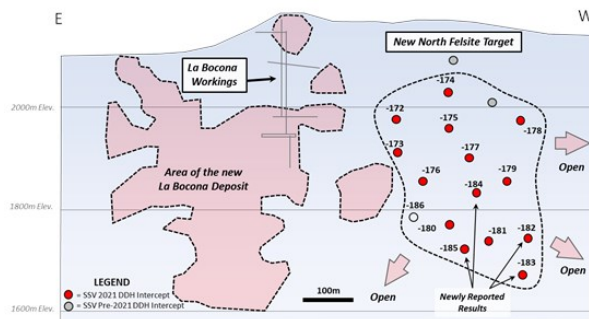 E
W
New North Felsite Target
La Bocona
Workings
-174
2000m Elev.
-172
-175
-178
-173
-177
Open
Area of the new
La Bocona Deposit
-176
-179
-184
1800m Elev.
-186
-180
-181
-182
-185
-183
Open
Open
LEGEND
= SSV 2021 DDH Intercept
= SSV Pre-2021 DDH Intercept
100m
Newly Reported
Results
1600m Elev.